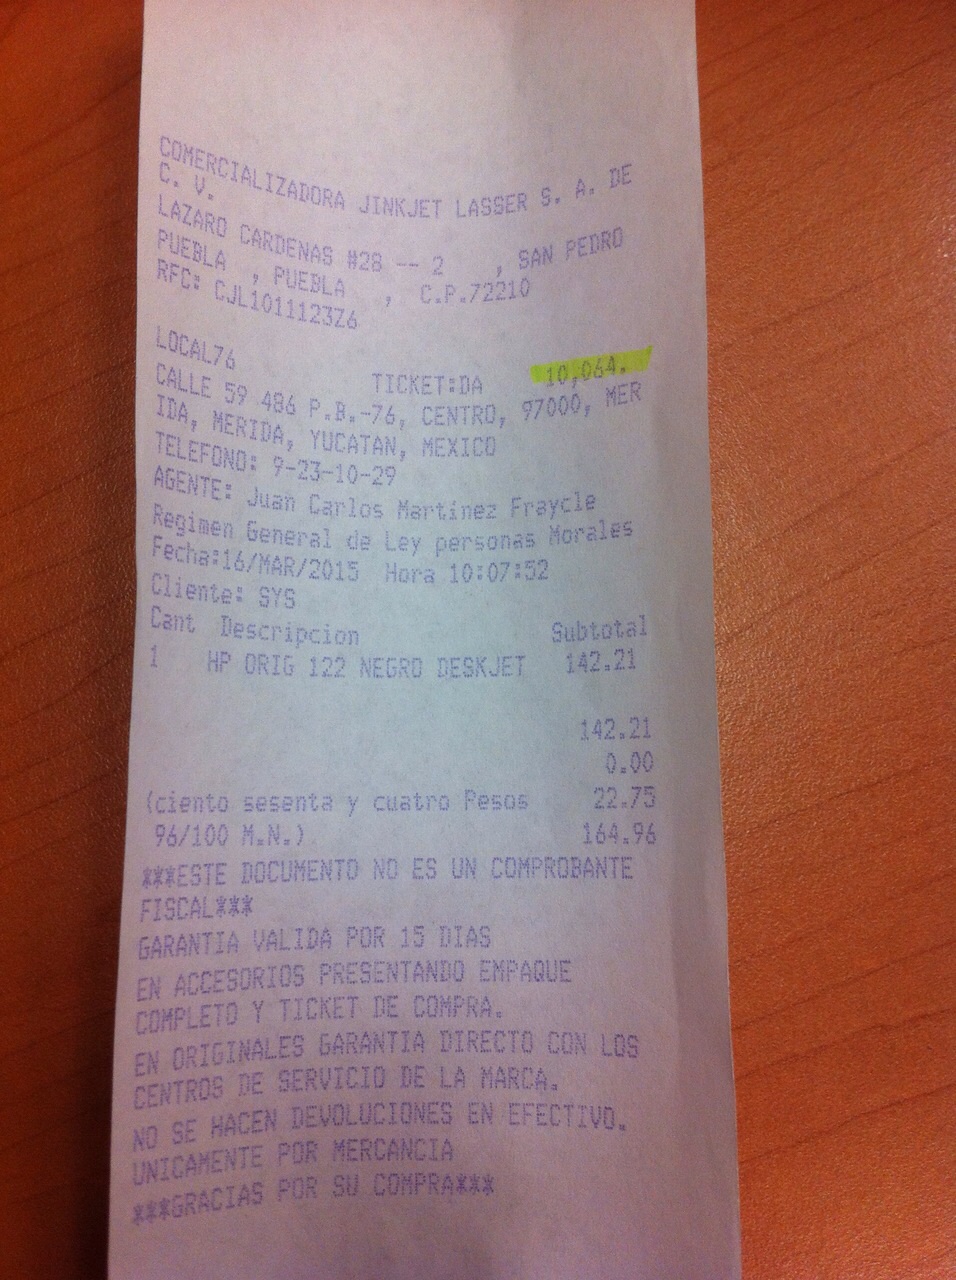 COMERCIALIZADORA JINKJET LASSER S. A. DE
C. V.
LAZARO CARDENAS #28 -- 2 , SAN PEDRO
PUEBLA , PUEBLA , C.P.72210
RFC: CJL1011123Z6
LOCAL76 TICKET:DA 10,064.
CALLE 59 486 P.B.-76, CENTRO, 97000, MER
IDA, MERIDA, YUCATAN, MEXICO
TELEFONO: 9-23-10-29
AGENTE: Juan Carlos Martinez Fraycle
Regimen General de Ley personas Morales
Fecha:16/MAR/2015 Hora 10:07:52
Cliente: SYS
Cant Descripcion Subtotal
1 HP ORIG 122 NEGRO DESKJET 142.21
142.21
0.00
(ciento sesenta y cuatro Pesos 22.75
96/100 M.N.) 164.96
***ESTE DOCUMENTO NO ES UN COMPROBANTE
FISCAL***
GARANTIA VALIDA POR 15 DIAS
EN ACCESORIOS PRESENTANDO EMPAQUE
COMPLETO Y TICKET DE COMPRA.
EN ORIGINALES GARANTIA DIRECTO CON LOS
CENTROS DE SERVICIO DE LA MARCA.
NO SE HACEN DEVOLUCIONES EN EFECTIVO.
UNICAMENTE POR MERCANCIA
***GRACIAS POR SU COMPRA***